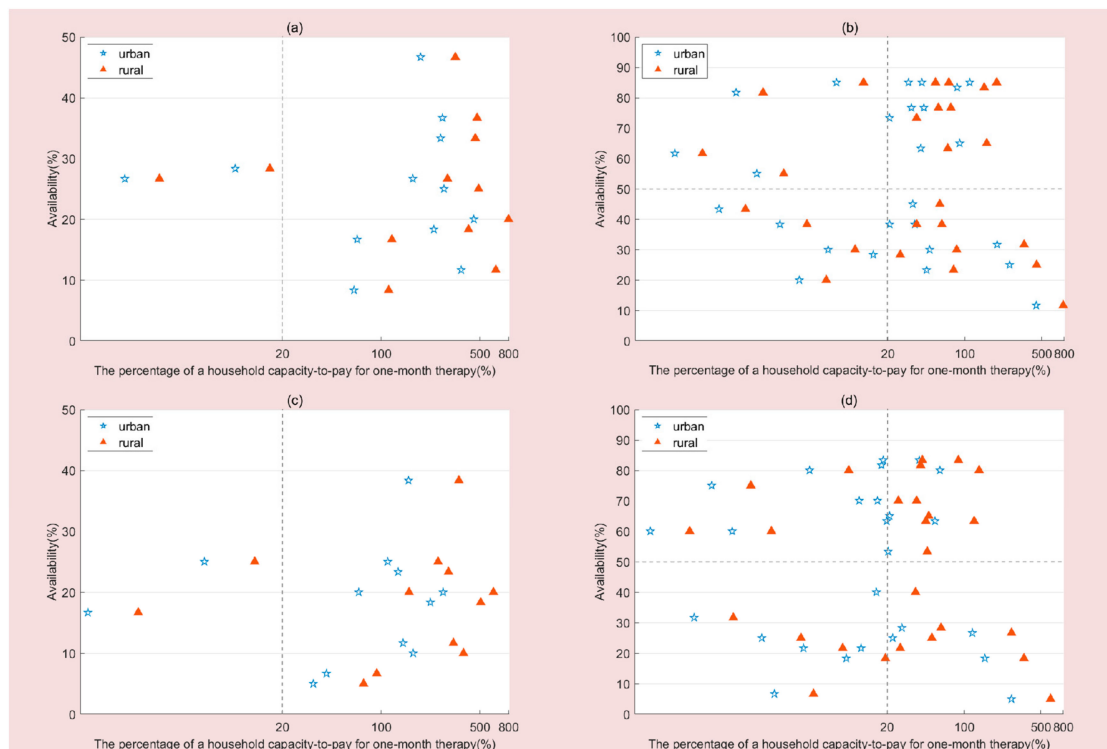 (a)
50
40
30
20
10
0
Availability(%)
urban
rural
20
100
500
800
The percentage of a household capacity-to-pay for one-month therapy(%)
(b)
100
90
80
70
60
50
40
30
20
10
0
Availability(%)
urban
rural
20
100
500
800
The percentage of a household capacity-to-pay for one-month therapy(%)
(c)
50
40
30
20
10
0
Availability(%)
urban
rural
20
100
500
800
The percentage of a household capacity-to-pay for one-month therapy(%)
(d)
100
90
80
70
60
50
40
30
20
10
0
Availability(%)
urban
rural
20
100
500
800
The percentage of a household capacity-to-pay for one-month therapy(%)